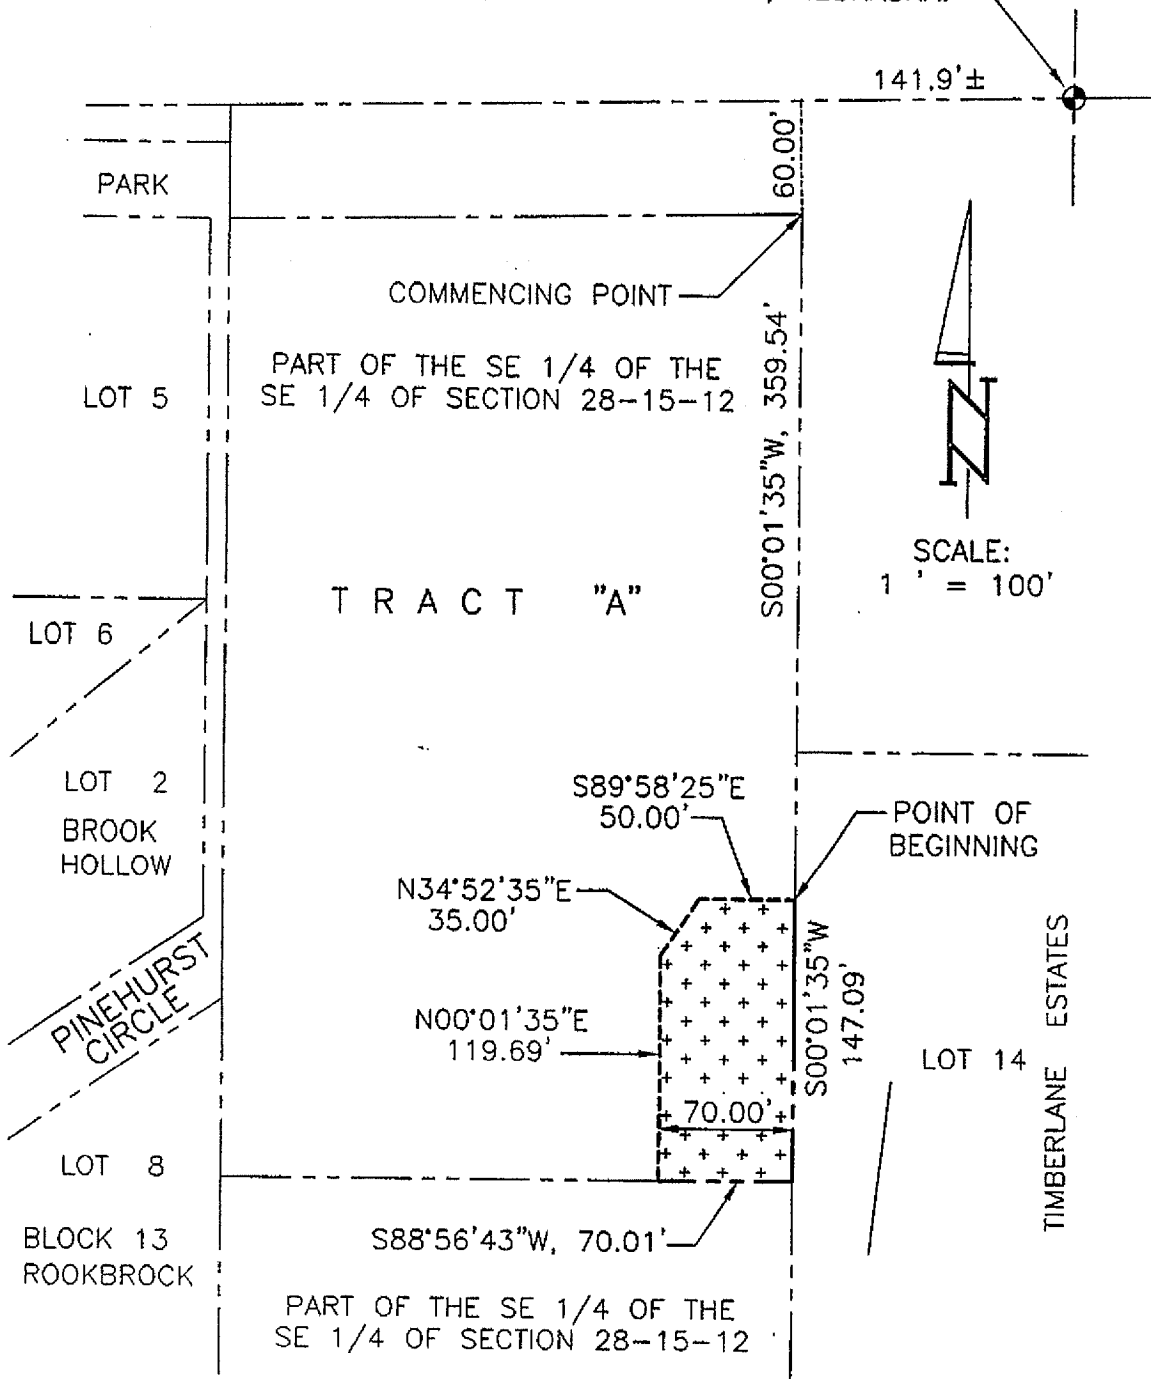 141.9'±
60.00'
PARK
COMMENCING POINT
PART OF THE SE 1/4 OF THE
SE 1/4 OF SECTION 28-15-12
LOT 5
S00°01'35"W, 359.54'
N
SCALE:
1 ' = 100'
T R A C T "A"
LOT 6
LOT 2
BROOK
HOLLOW
S89°58'25"E
50.00'
POINT OF
BEGINNING
N34°52'35"E
35.00'
PINEHURST
CIRCLE
N00°01'35"E
119.69'
S00°01'35"W
147.09'
LOT 14
TIMBERLANE ESTATES
70.00'
LOT 8
BLOCK 13
ROOKBROCK
S88°56'43"W, 70.01'
PART OF THE SE 1/4 OF THE
SE 1/4 OF SECTION 28-15-12